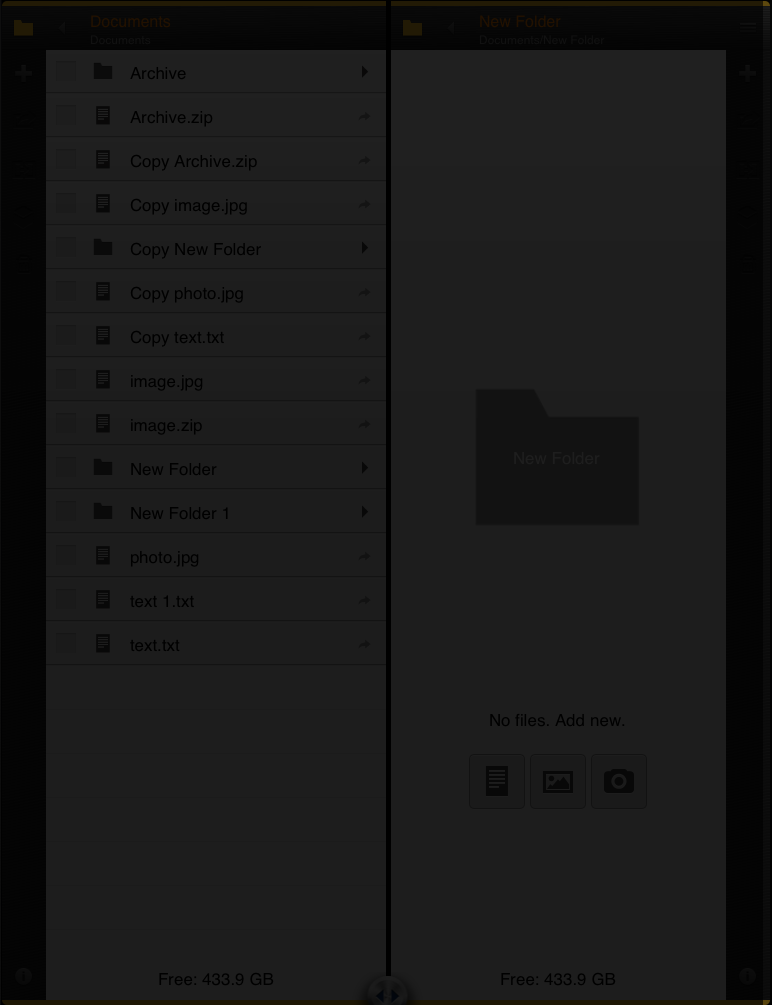 Documents
Documents
Archive
Archive.zip
Copy Archive.zip
Copy image.jpg
Copy New Folder
Copy photo.jpg
Copy text.txt
image.jpg
image.zip
New Folder
New Folder 1
photo.jpg
text 1.txt
text.txt
Free: 433.9 GB
New Folder
Documents/New Folder
New Folder
No files. Add new.
Free: 433.9 GB